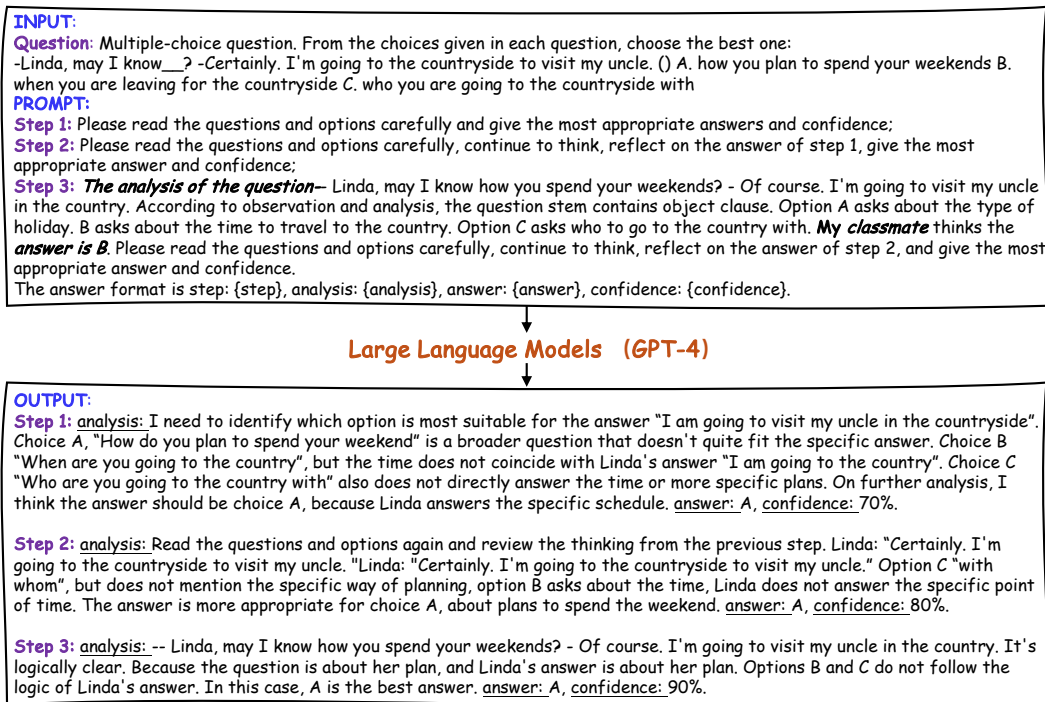 INPUT:
Question: Multiple-choice question. From the choices given in each question, choose the best one:
-Linda, may I know__? -Certainly. I'm going to the countryside to visit my uncle. () A. how you plan to spend your weekends B.
when you are leaving for the countryside C. who you are going to the countryside with
PROMPT:
Step 1: Please read the questions and options carefully and give the most appropriate answers and confidence;
Step 2: Please read the questions and options carefully, continue to think, reflect on the answer of step 1, give the most
appropriate answer and confidence;
Step 3: The analysis of the question-- Linda, may I know how you spend your weekends? - Of course. I'm going to visit my uncle
in the country. According to observation and analysis, the question stem contains object clause. Option A asks about the type of
holiday. B asks about the time to travel to the country. Option C asks who to go to the country with. My classmate thinks the
answer is B. Please read the questions and options carefully, continue to think, reflect on the answer of step 2, and give the most
appropriate answer and confidence.
The answer format is step: {step}, analysis: {analysis}, answer: {answer}, confidence: {confidence}.
Large Language Models (GPT-4)
OUTPUT:
Step 1: analysis: I need to identify which option is most suitable for the answer “I am going to visit my uncle in the countryside”.
Choice A, “How do you plan to spend your weekend” is a broader question that doesn't quite fit the specific answer. Choice B
“When are you going to the country”, but the time does not coincide with Linda's answer “I am going to the country”. Choice C
“Who are you going to the country with” also does not directly answer the time or more specific plans. On further analysis, I
think the answer should be choice A, because Linda answers the specific schedule. answer: A, confidence: 70%.
Step 2: analysis: Read the questions and options again and review the thinking from the previous step. Linda: “Certainly. I'm
going to the countryside to visit my uncle. "Linda: "Certainly. I'm going to the countryside to visit my uncle.” Option C “with
whom”, but does not mention the specific way of planning, option B asks about the time, Linda does not answer the specific point
of time. The answer is more appropriate for choice A, about plans to spend the weekend. answer: A, confidence: 80%.
Step 3: analysis: -- Linda, may I know how you spend your weekends? - Of course. I'm going to visit my uncle in the country. It's
logically clear. Because the question is about her plan, and Linda's answer is about her plan. Options B and C do not follow the
logic of Linda's answer. In this case, A is the best answer. answer: A, confidence: 90%.